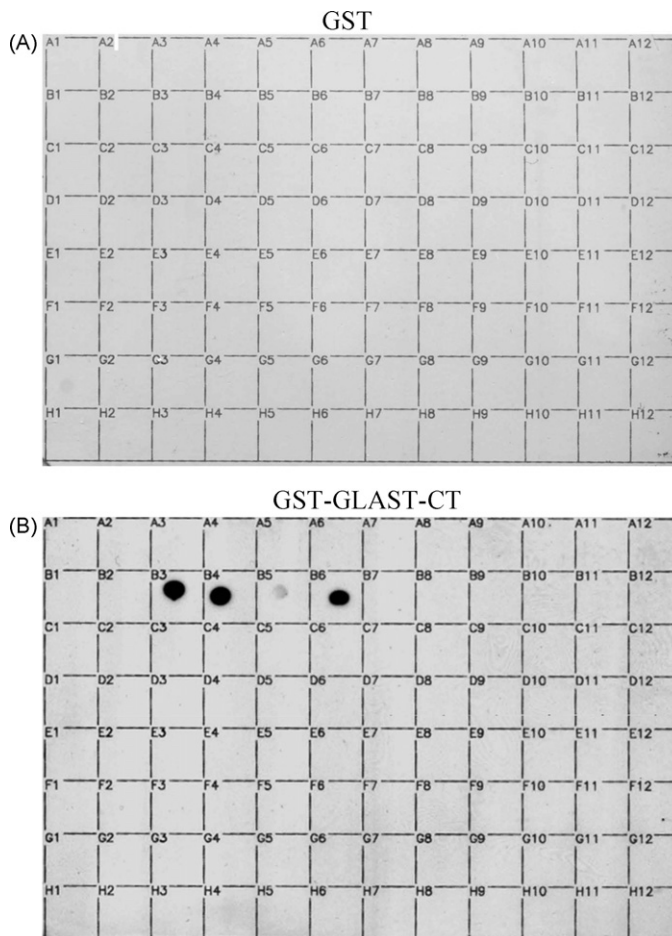 GST
(A)
A1 A2 A3 A4 A5 A6 A7 A8 A9 A10 A11 A12
B1 B2 B3 B4 B5 B6 B7 B8 B9 B10 B11 B12
C1 C2 C3 C4 C5 C6 C7 C8 C9 C10 C11 C12
D1 D2 D3 D4 D5 D6 D7 D8 D9 D10 D11 D12
E1 E2 E3 E4 E5 E6 E7 E8 E9 E10 E11 E12
F1 F2 F3 F4 F5 F6 F7 F8 F9 F10 F11 F12
G1 G2 G3 G4 G5 G6 G7 G8 G9 G10 G11 G12
H1 H2 H3 H4 H5 H6 H7 H8 H9 H10 H11 H12
GST-GLAST-CT
(B)
A1 A2 A3 A4 A5 A6 A7 A8 A9 A10 A11 A12
B1 B2 B3 B4 B5 B6 B7 B8 B9 B10 B11 B12
C1 C2 C3 C4 C5 C6 C7 C8 C9 C10 C11 C12
D1 D2 D3 D4 D5 D6 D7 D8 D9 D10 D11 D12
E1 E2 E3 E4 E5 E6 E7 E8 E9 E10 E11 E12
F1 F2 F3 F4 F5 F6 F7 F8 F9 F10 F11 F12
G1 G2 G3 G4 G5 G6 G7 G8 G9 G10 G11 G12
H1 H2 H3 H4 H5 H6 H7 H8 H9 H10 H11 H12